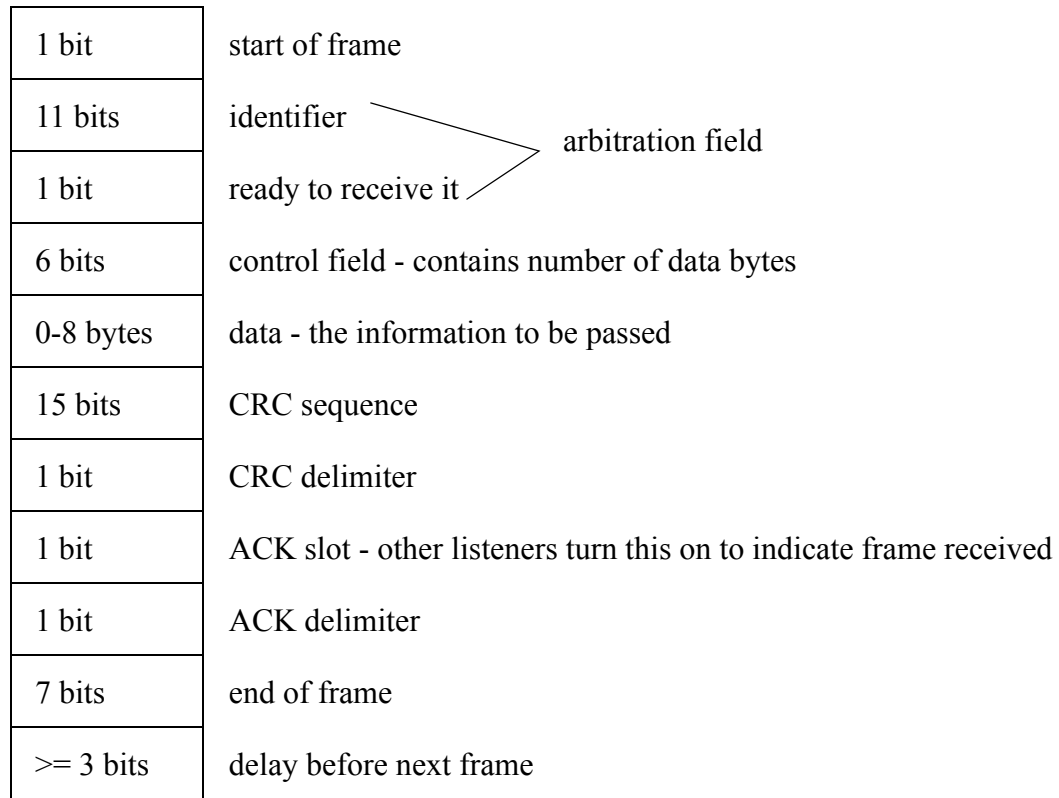 1 bit start of frame
11 bits identifier
arbitration field
1 bit ready to receive it
6 bits control field - contains number of data bytes
0-8 bytes data - the information to be passed
15 bits CRC sequence
1 bit CRC delimiter
1 bit ACK slot - other listeners turn this on to indicate frame received
1 bit ACK delimiter
7 bits end of frame
>= 3 bits delay before next frame